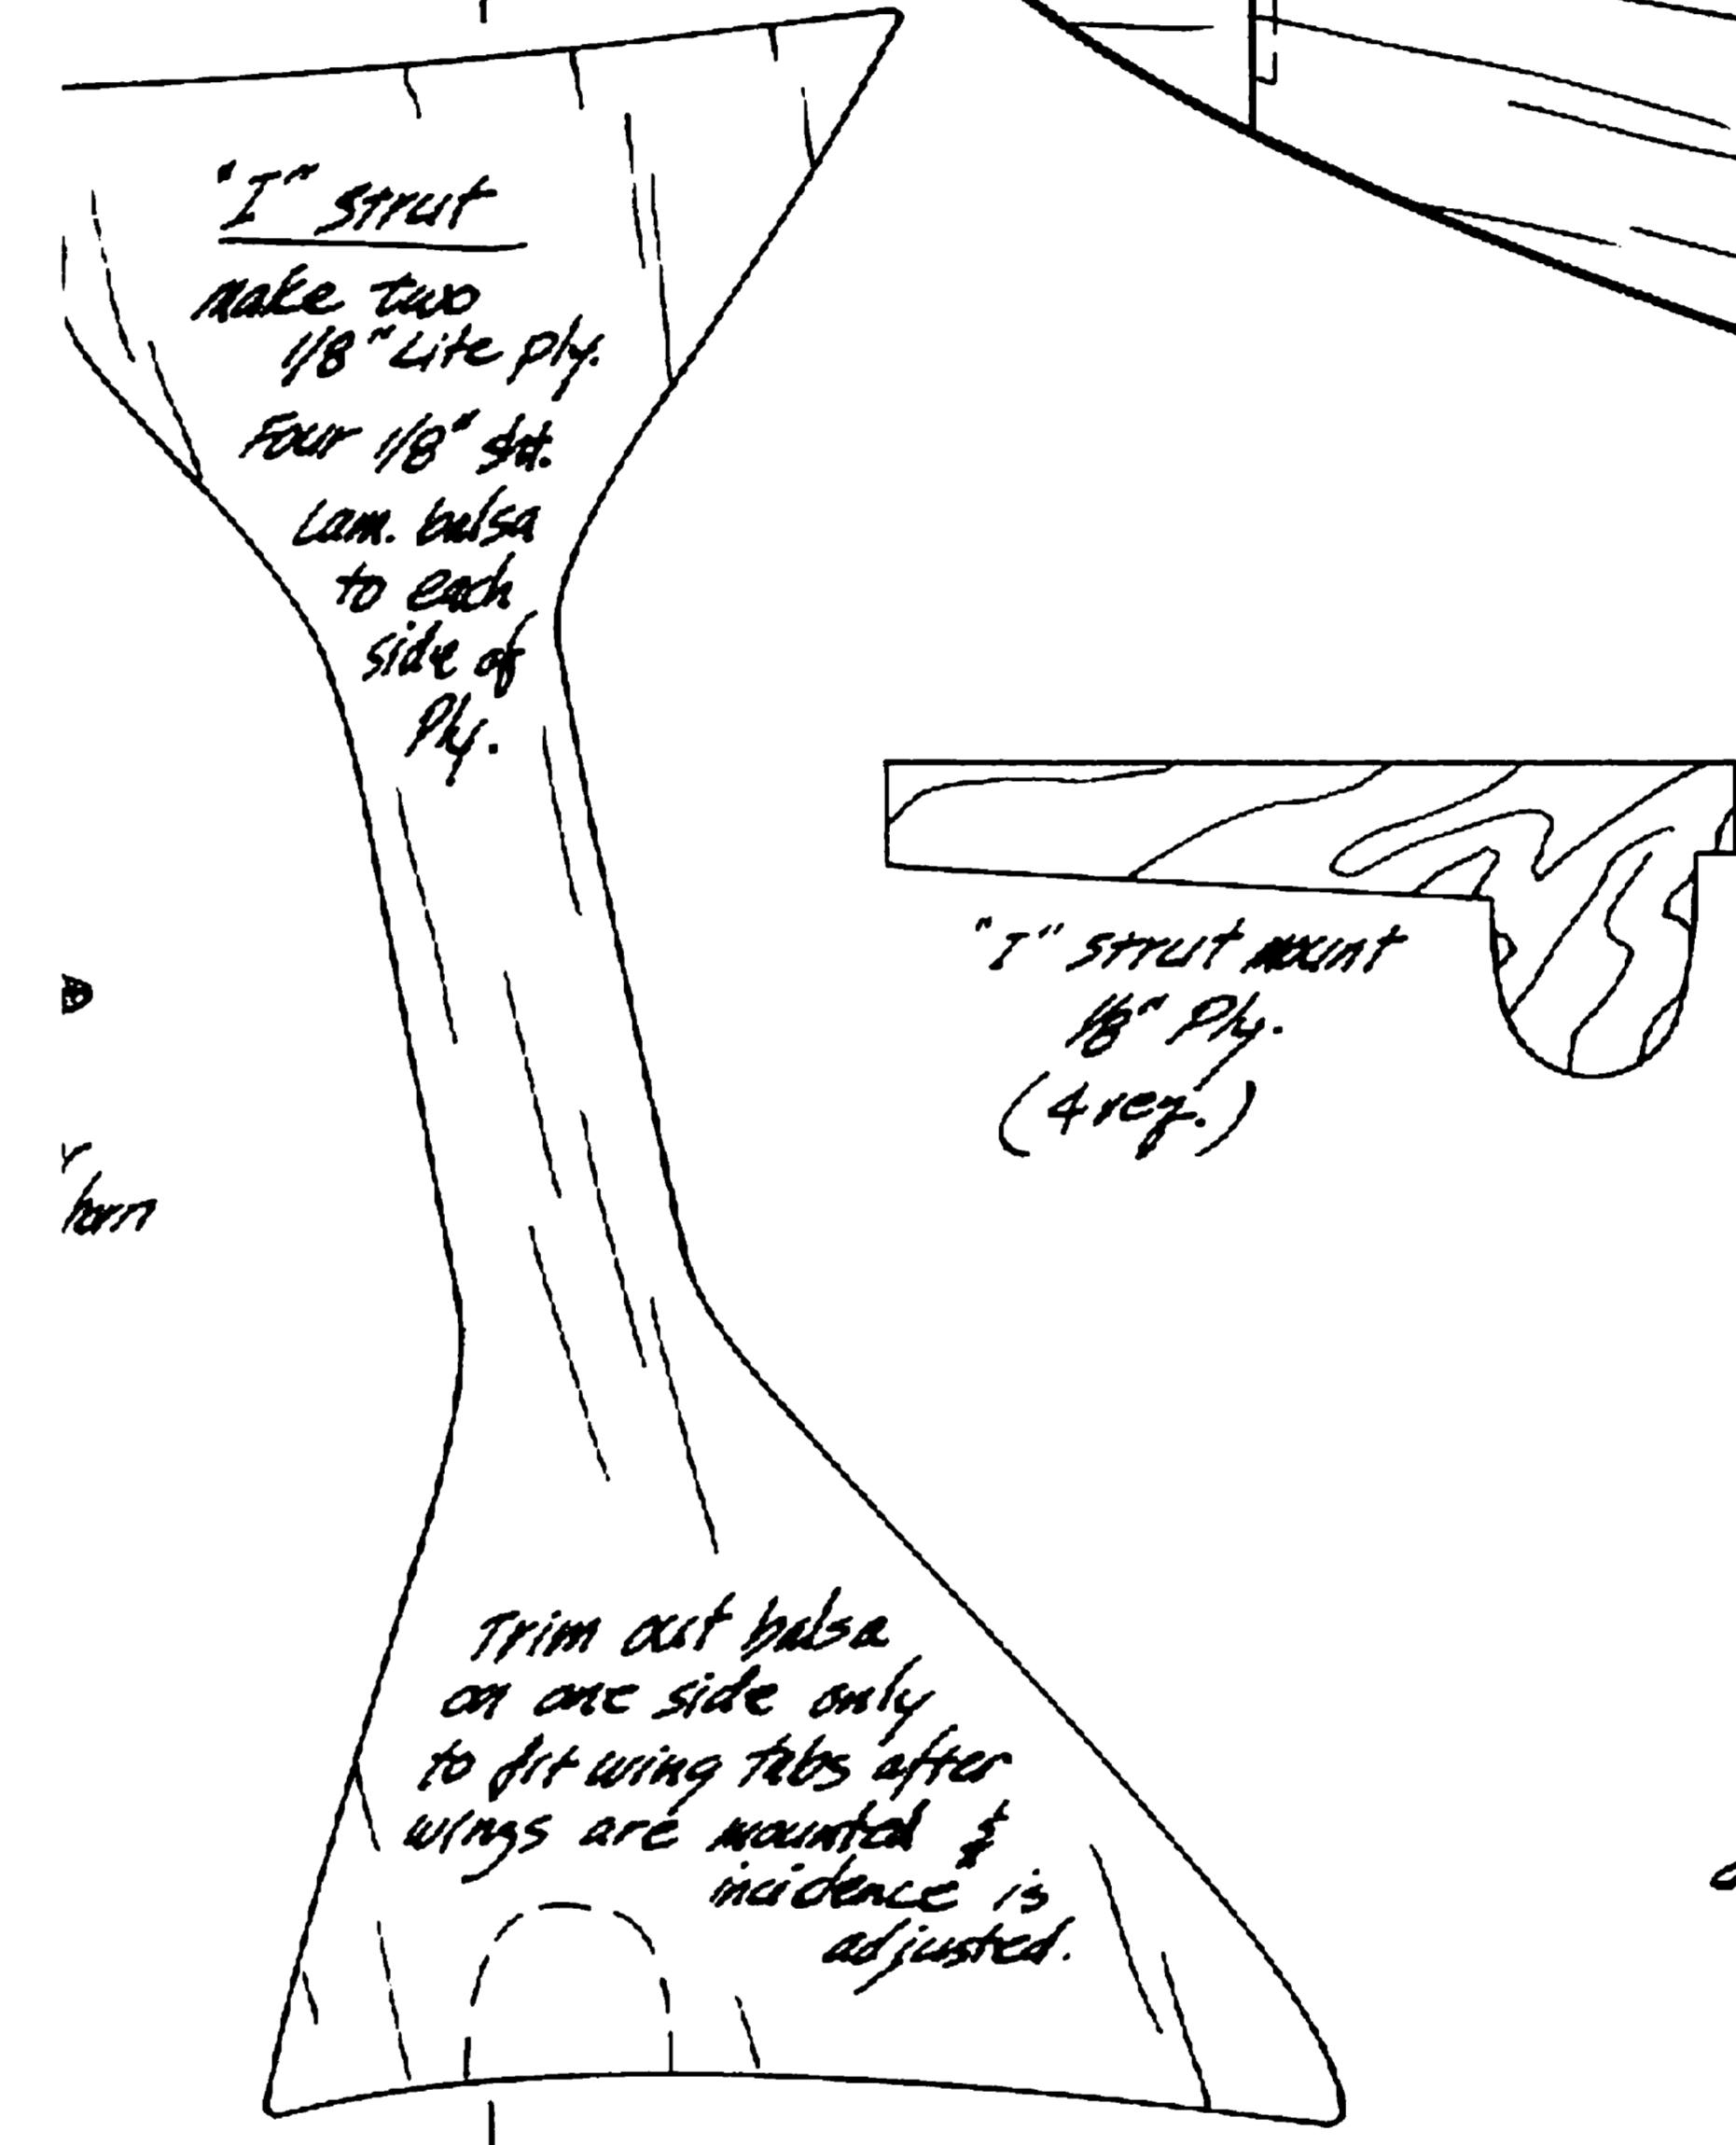 "I" Strut
Make two
1/8" Lite Ply.
Four 1/8" sht.
Lam. balsa
to each
side of
Ply.
"I" Strut mount
1/8" Ply.
(4 req.)
Trim out balsa
on one side only
to fit wing tabs after
wings are mounted &
incidence is
adjusted.